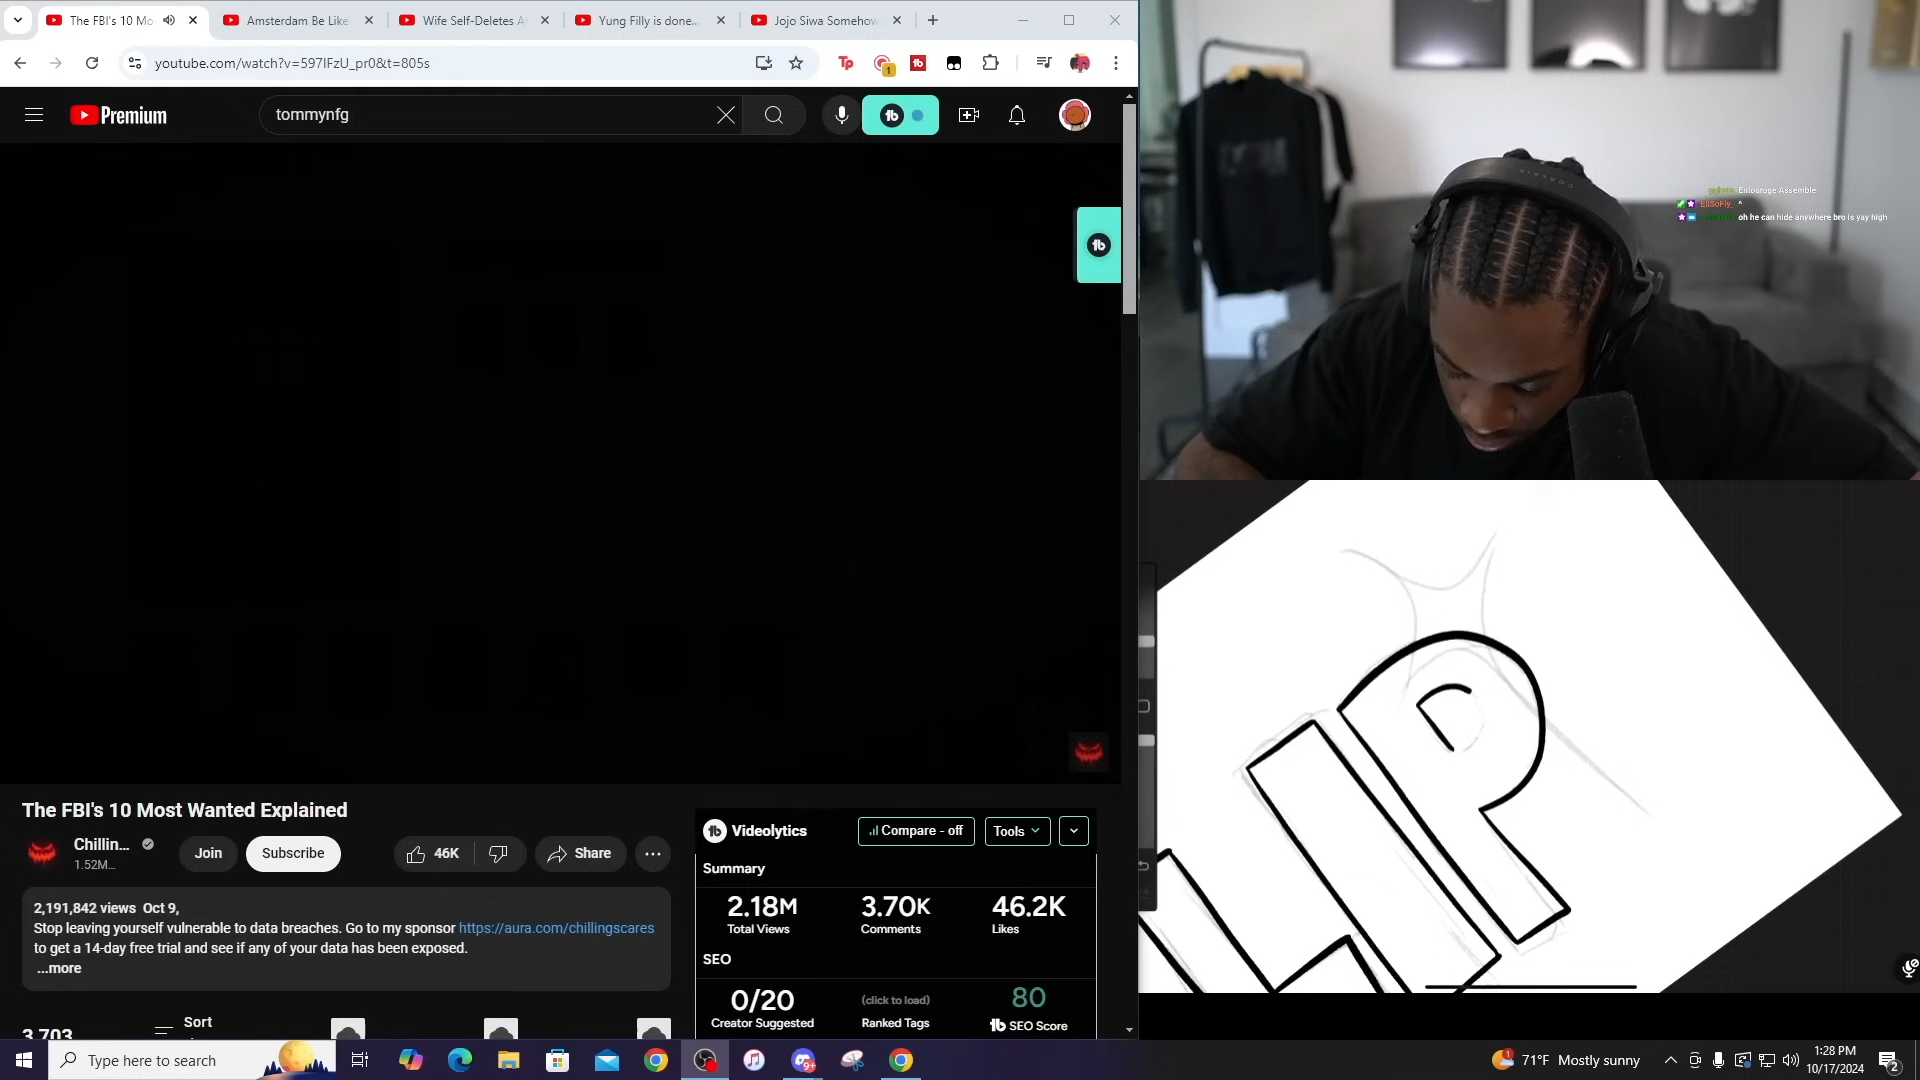 The FBI's 10 Mo
Amsterdam Be Like
Wife Self-Deletes A
Yung Filly is done...
Jojo Siwa Somehow
youtube.com/watch?v=597IFzU_pr0&t=805s
Premium
tommynfg
Entourage Assemble
EliSoFly_ ^
oh he can hide anywhere bro is yay high
The FBI's 10 Most Wanted Explained
Chillin...
1.52M...
Join
Subscribe
46K
Share
2,191,842 views Oct 9,
Stop leaving yourself vulnerable to data breaches. Go to my sponsor https://aura.com/chillingscares
to get a 14-day free trial and see if any of your data has been exposed.
...more
3,703
Sort
Videolytics
Compare - off
Tools
Summary
2.18M
Total Views
3.70K
Comments
46.2K
Likes
SEO
0/20
Creator Suggested
(click to load)
Ranked Tags
80
SEO Score
P
Type here to search
9+
71°F Mostly sunny
1:28 PM
10/17/2024
2